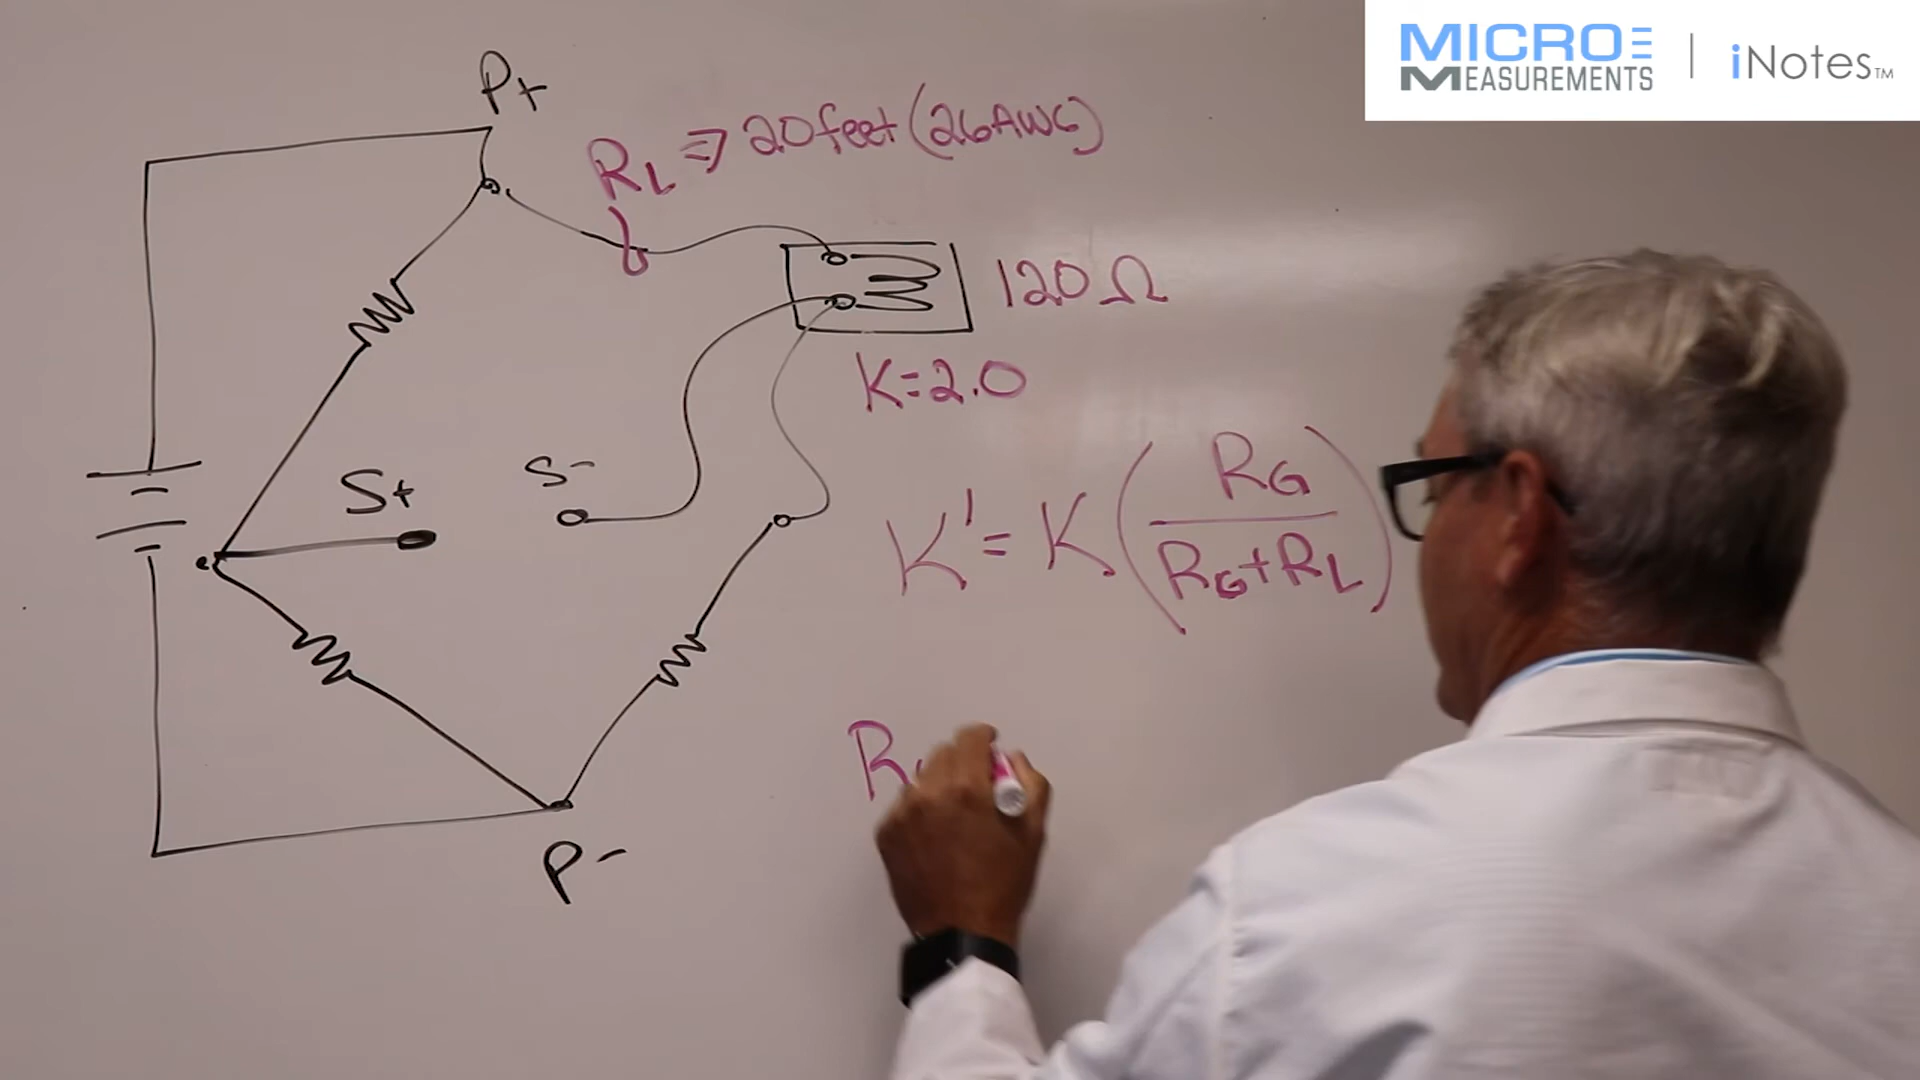 MICRO
MEASUREMENTS
iNotes™
P+
RL => 20 feet (26AWG)
120 Ω
K=2.0
S+
S-
K' = K (RG / RG+RL)
R
P-